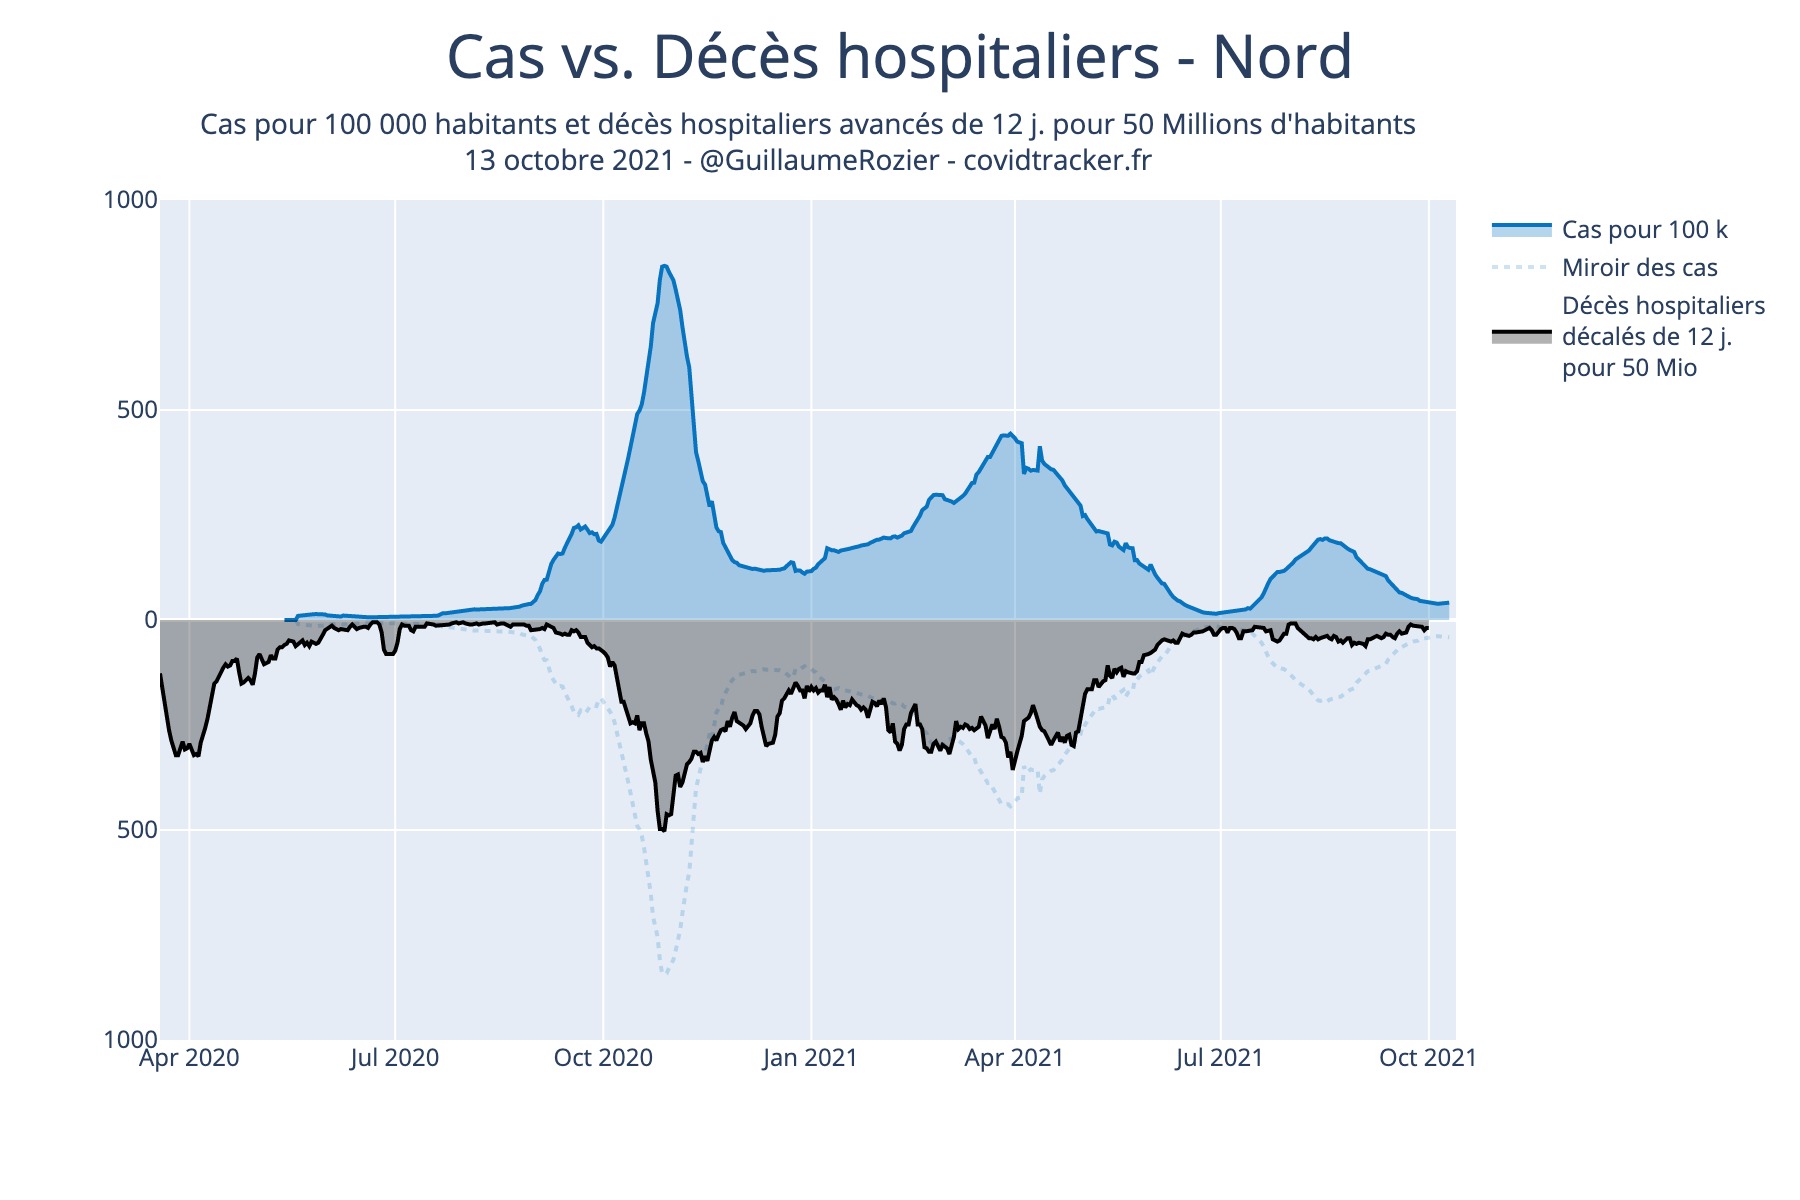 Cas vs. Décès hospitaliers - Nord
Cas pour 100 000 habitants et décès hospitaliers avancés de 12 j. pour 50 Millions d'habitants
13 octobre 2021 - @GuillaumeRozier - covidtracker.fr
1000
500
0
500
1000
Apr 2020
Jul 2020
Oct 2020
Jan 2021
Apr 2021
Jul 2021
Oct 2021
Cas pour 100 k
Miroir des cas
Décès hospitaliers
décalés de 12 j.
pour 50 Mio